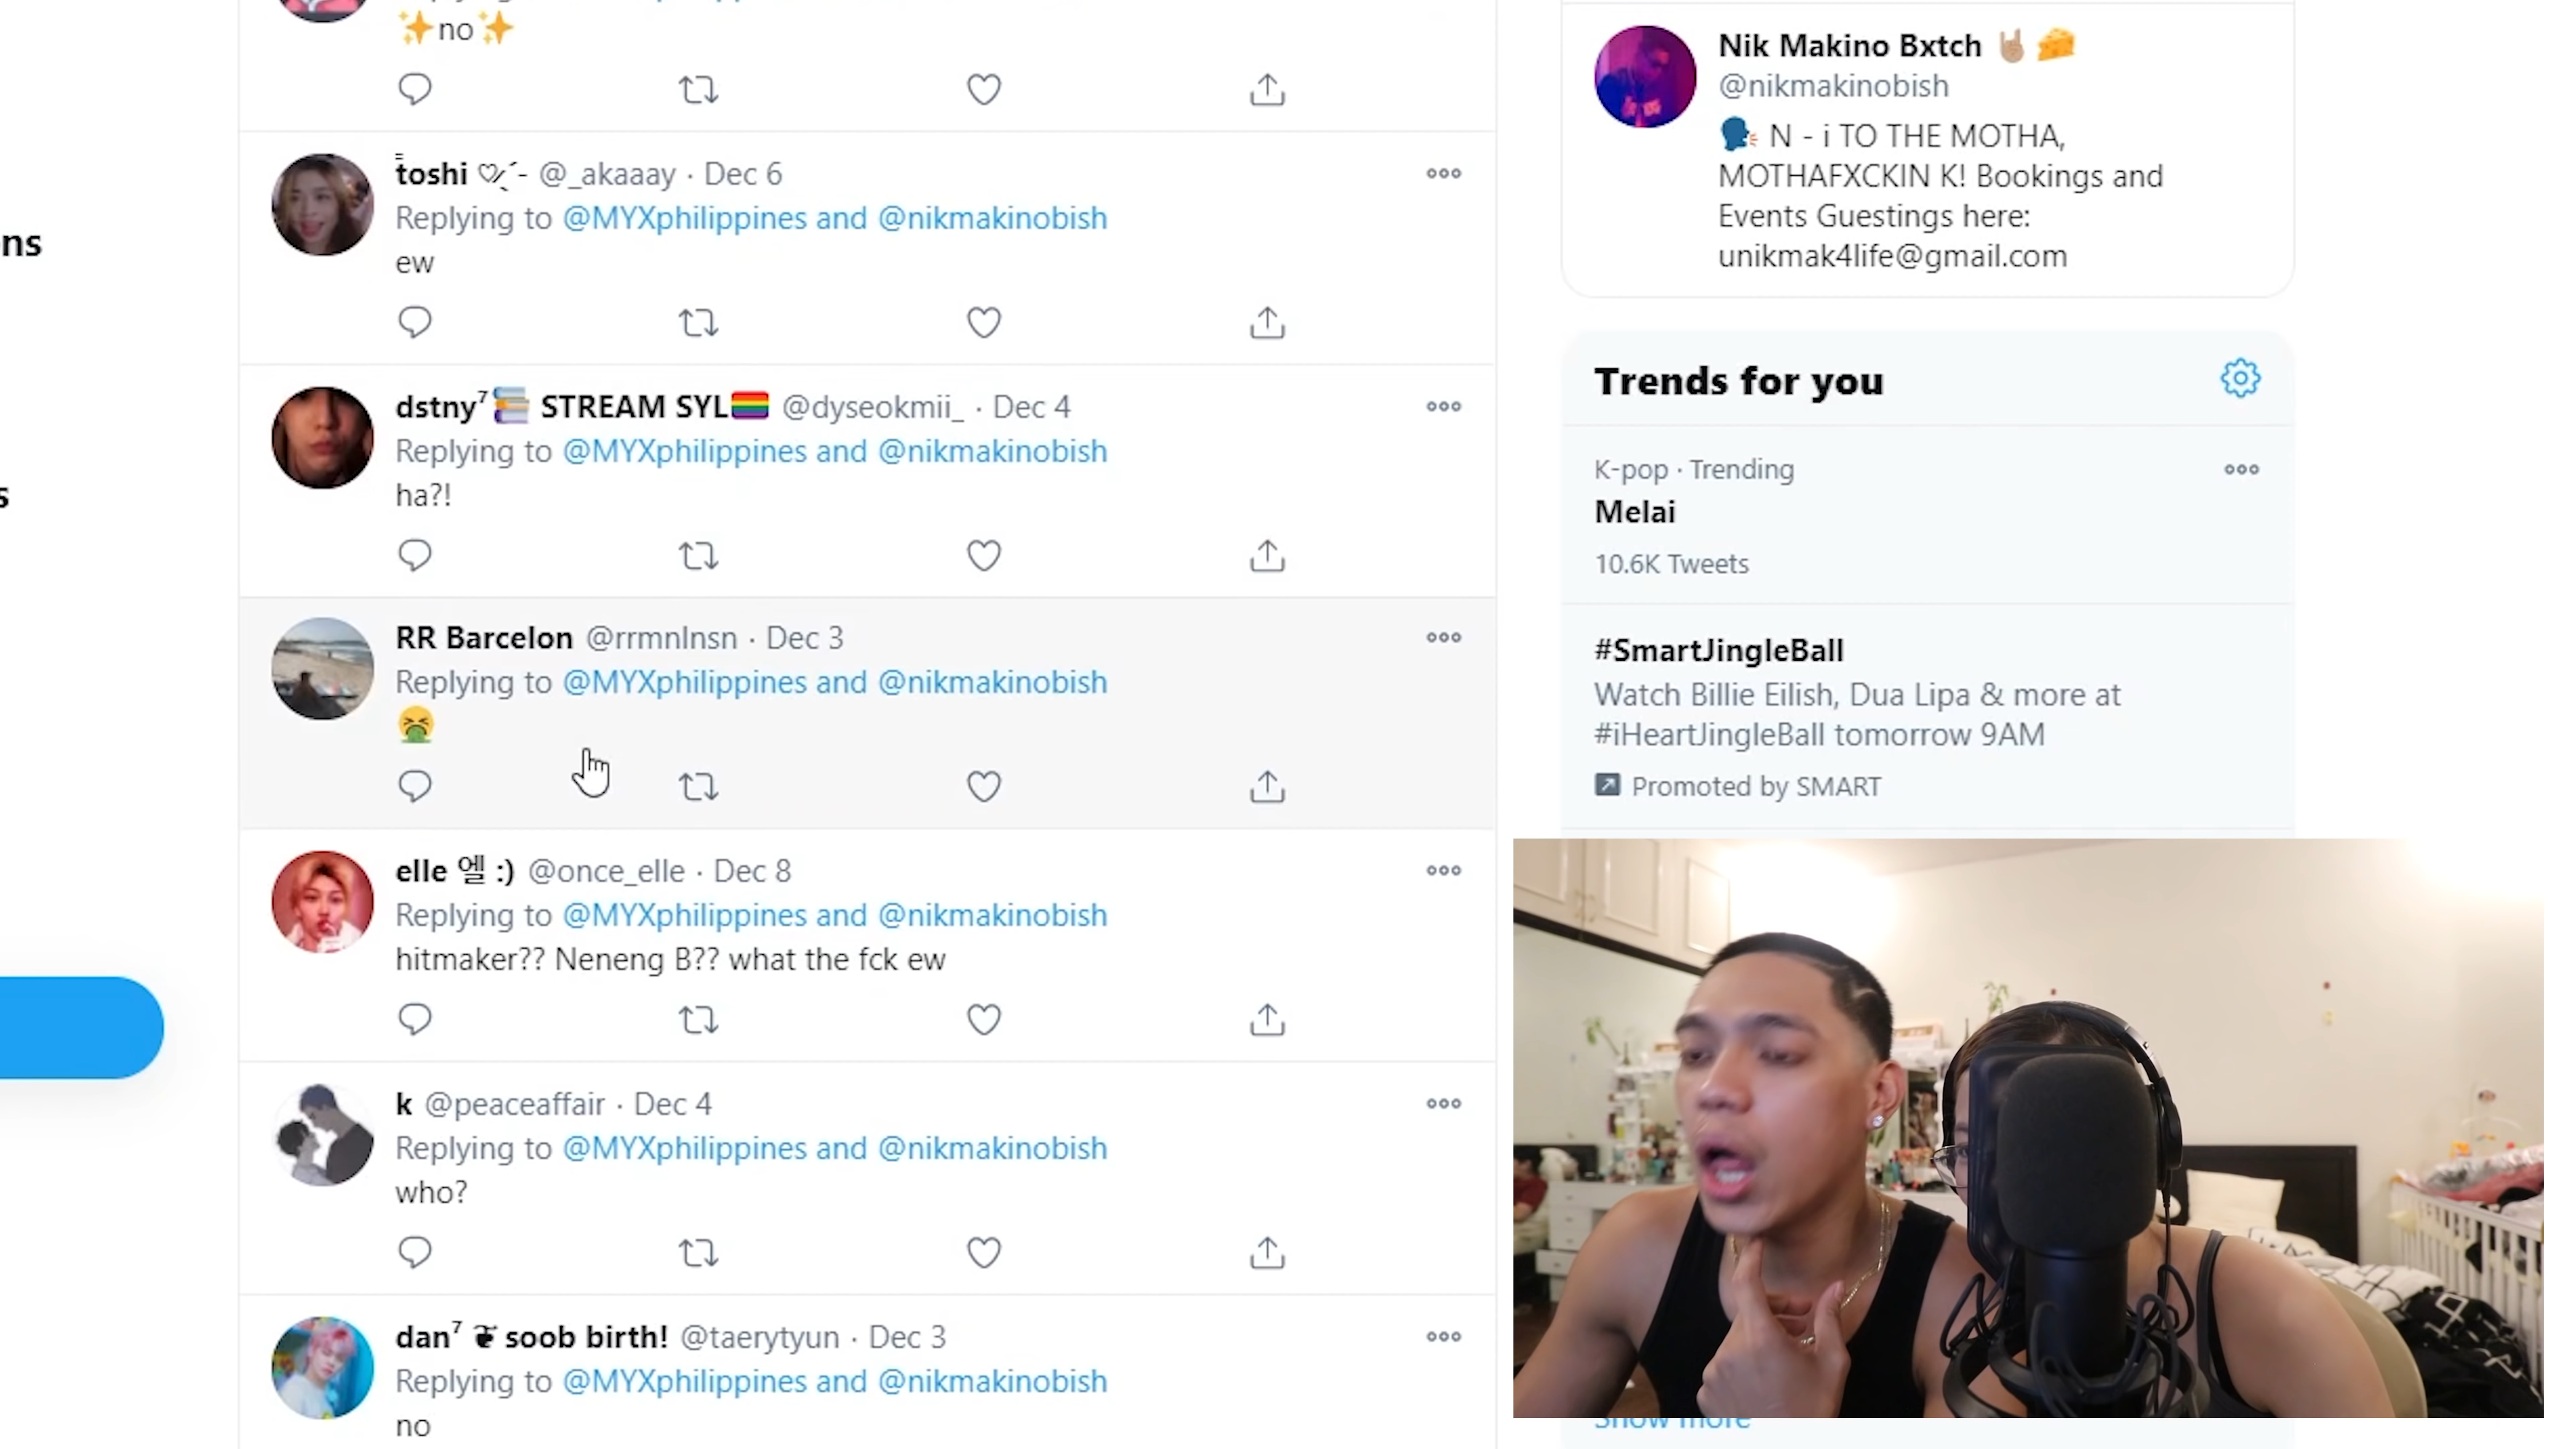 ✨no✨
toshi ♡ @_akaaay · Dec 6
Replying to @MYXphilippines and @nikmakinobish
ew
dstny⁷📚 STREAM SYL🏳️‍🌈 @dyseokmii_ · Dec 4
Replying to @MYXphilippines and @nikmakinobish
ha?!
RR Barcelon @rrmnlnsn · Dec 3
Replying to @MYXphilippines and @nikmakinobish
🤮
elle 엘 :) @once_elle · Dec 8
Replying to @MYXphilippines and @nikmakinobish
hitmaker?? Neneng B?? what the fck ew
k @peaceaffair · Dec 4
Replying to @MYXphilippines and @nikmakinobish
who?
dan⁷ ❦ soob birth! @taerytyun · Dec 3
Replying to @MYXphilippines and @nikmakinobish
no
ns
s
Nik Makino Bxtch 🤘🏼 🧀
@nikmakinobish
🗣️ N - i TO THE MOTHA,
MOTHAFXCKIN K! Bookings and
Events Guestings here:
unikmak4life@gmail.com
Trends for you
K-pop · Trending
Melai
10.6K Tweets
#SmartJingleBall
Watch Billie Eilish, Dua Lipa & more at
#iHeartJingleBall tomorrow 9AM
Promoted by SMART
Show more